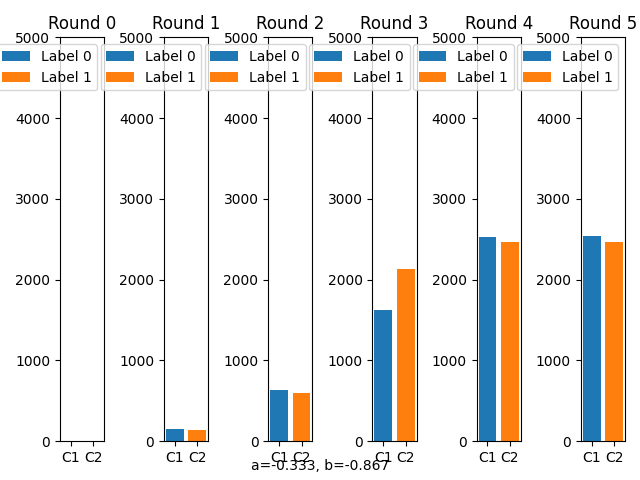 Round 0 Round 1 Round 2 Round 3 Round 4 Round 5
5000 5000 5000 5000 5000 5000
Label 0 Label 0 Label 0 Label 0 Label 0 Label 0
Label 1 Label 1 Label 1 Label 1 Label 1 Label 1
4000 4000 4000 4000 4000 4000
3000 3000 3000 3000 3000 3000
2000 2000 2000 2000 2000 2000
1000 1000 1000 1000 1000 1000
0 0 0 0 0 0
C1 C2 C1 C2 C1 C2 C1 C2 C1 C2 C1 C2
a=-0.333, b=-0.867